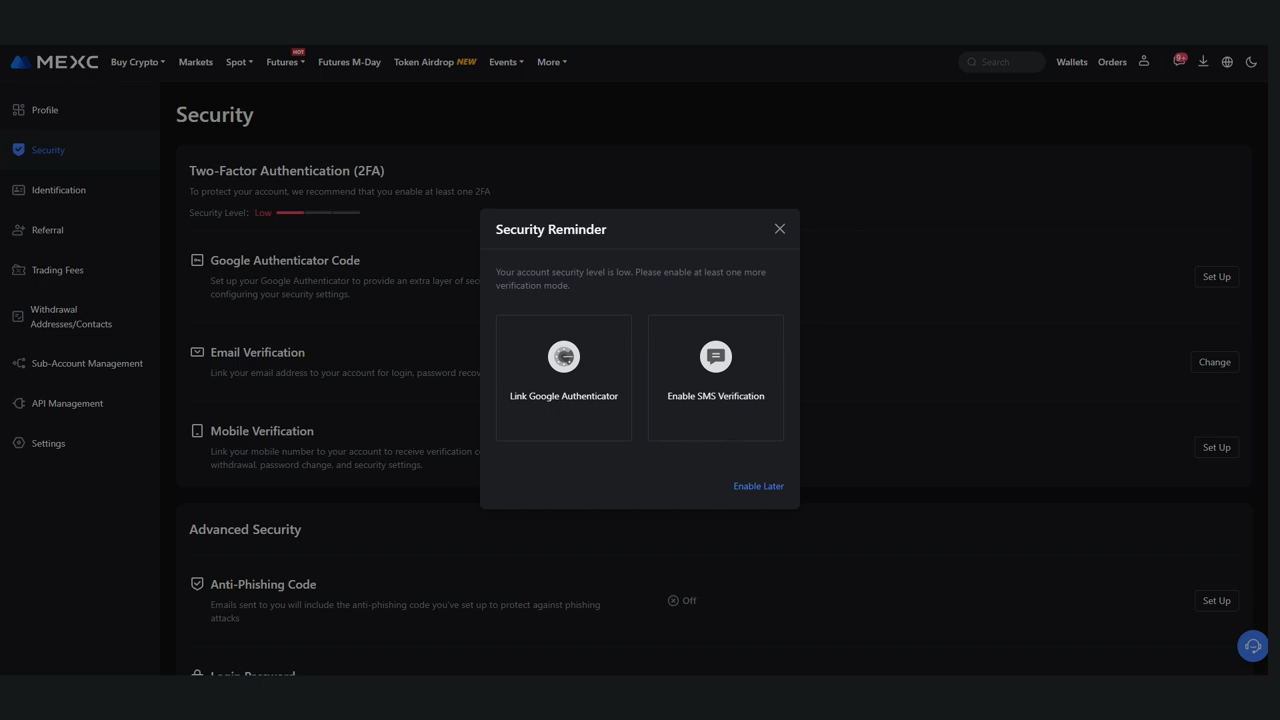 MEXC Buy Crypto Markets Spot Futures HOT Futures M-Day Token Airdrop NEW Events More Search Wallets Orders 9+
Profile
Security
Identification
Referral
Trading Fees
Withdrawal
Addresses/Contacts
Sub-Account Management
API Management
Settings
Security
Two-Factor Authentication (2FA)
To protect your account, we recommend that you enable at least one 2FA
Security Level: Low
Google Authenticator Code
Set up your Google Authenticator to provide an extra layer of sec
configuring your security settings.
Set Up
Email Verification
Link your email address to your account for login, password recov
Change
Mobile Verification
Link your mobile number to your account to receive verification c
withdrawal, password change, and security settings.
Set Up
Security Reminder
Your account security level is low. Please enable at least one more
verification mode.
Link Google Authenticator
Enable SMS Verification
Enable Later
Advanced Security
Anti-Phishing Code
Emails sent to you will include the anti-phishing code you've set up to protect against phishing
attacks
Off
Set Up
Login Password